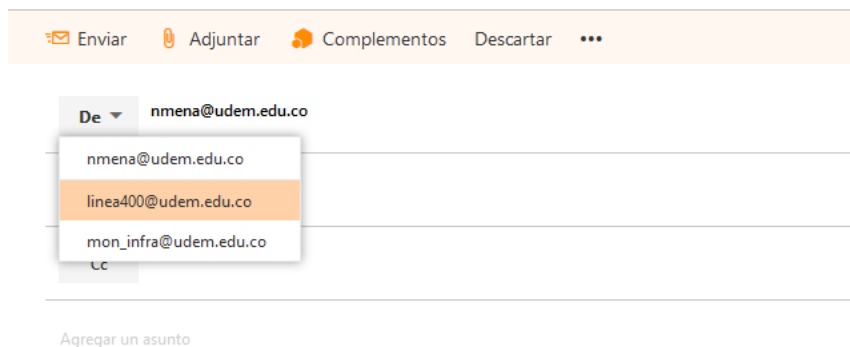 Enviar Adjuntar Complementos Descartar •••
De nmena@udem.edu.co
nmena@udem.edu.co
linea400@udem.edu.co
mon_infra@udem.edu.co
Cc
Agregar un asunto